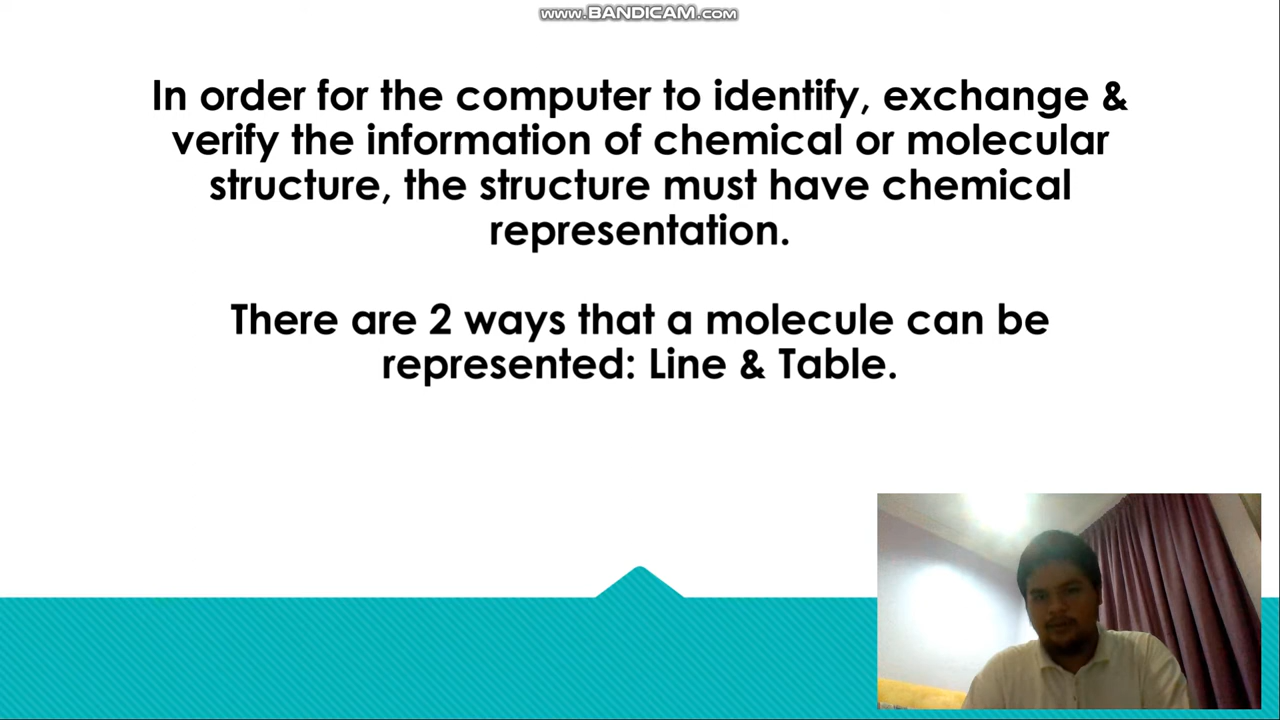 www.BANDICAM.com
In order for the computer to identify, exchange &
verify the information of chemical or molecular
structure, the structure must have chemical
representation.
There are 2 ways that a molecule can be
represented: Line & Table.